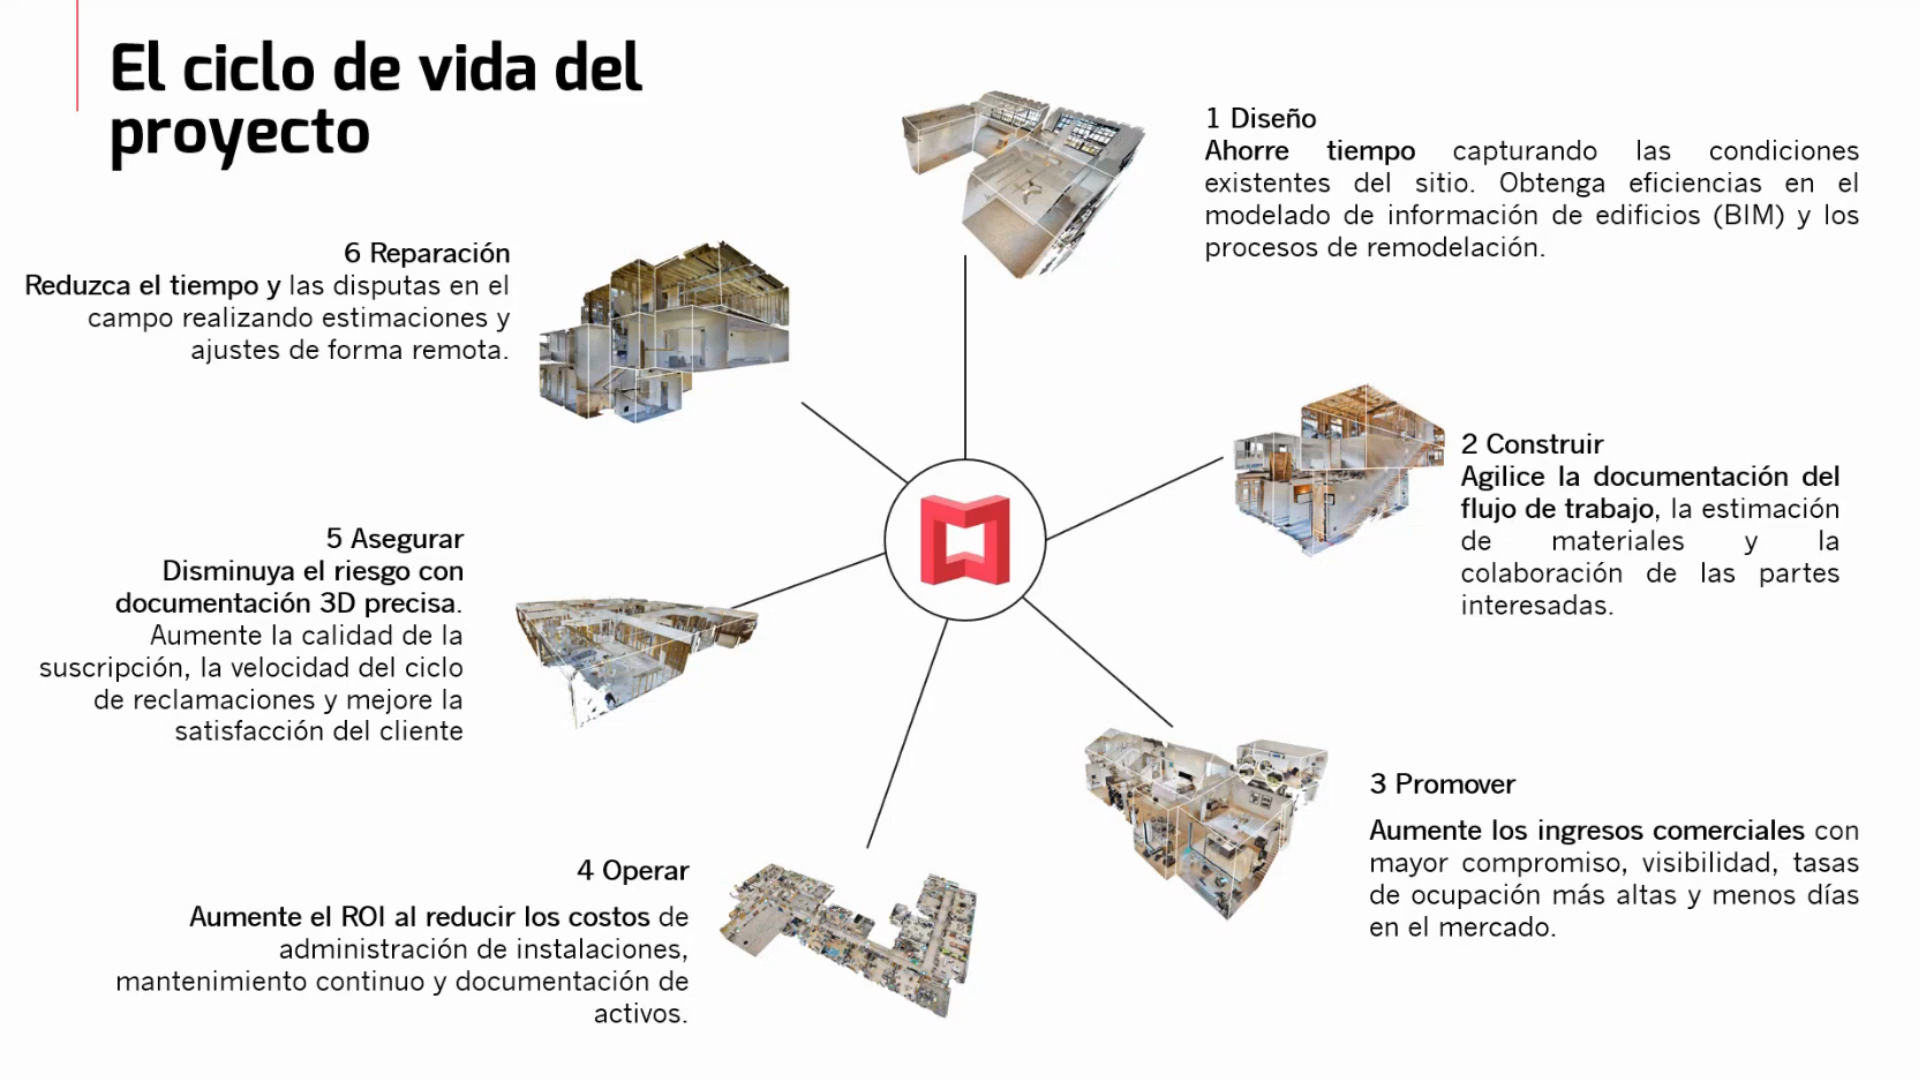 El ciclo de vida del
proyecto
1 Diseño
Ahorre tiempo capturando las condiciones
existentes del sitio. Obtenga eficiencias en el
modelado de información de edificios (BIM) y los
procesos de remodelación.
2 Construir
Agilice la documentación del
flujo de trabajo, la estimación
de materiales y la
colaboración de las partes
interesadas.
3 Promover
Aumente los ingresos comerciales con
mayor compromiso, visibilidad, tasas
de ocupación más altas y menos días
en el mercado.
4 Operar
Aumente el ROI al reducir los costos de
administración de instalaciones,
mantenimiento continuo y documentación de
activos.
5 Asegurar
Disminuya el riesgo con
documentación 3D precisa.
Aumente la calidad de la
suscripción, la velocidad del ciclo
de reclamaciones y mejore la
satisfacción del cliente
6 Reparación
Reduzca el tiempo y las disputas en el
campo realizando estimaciones y
ajustes de forma remota.